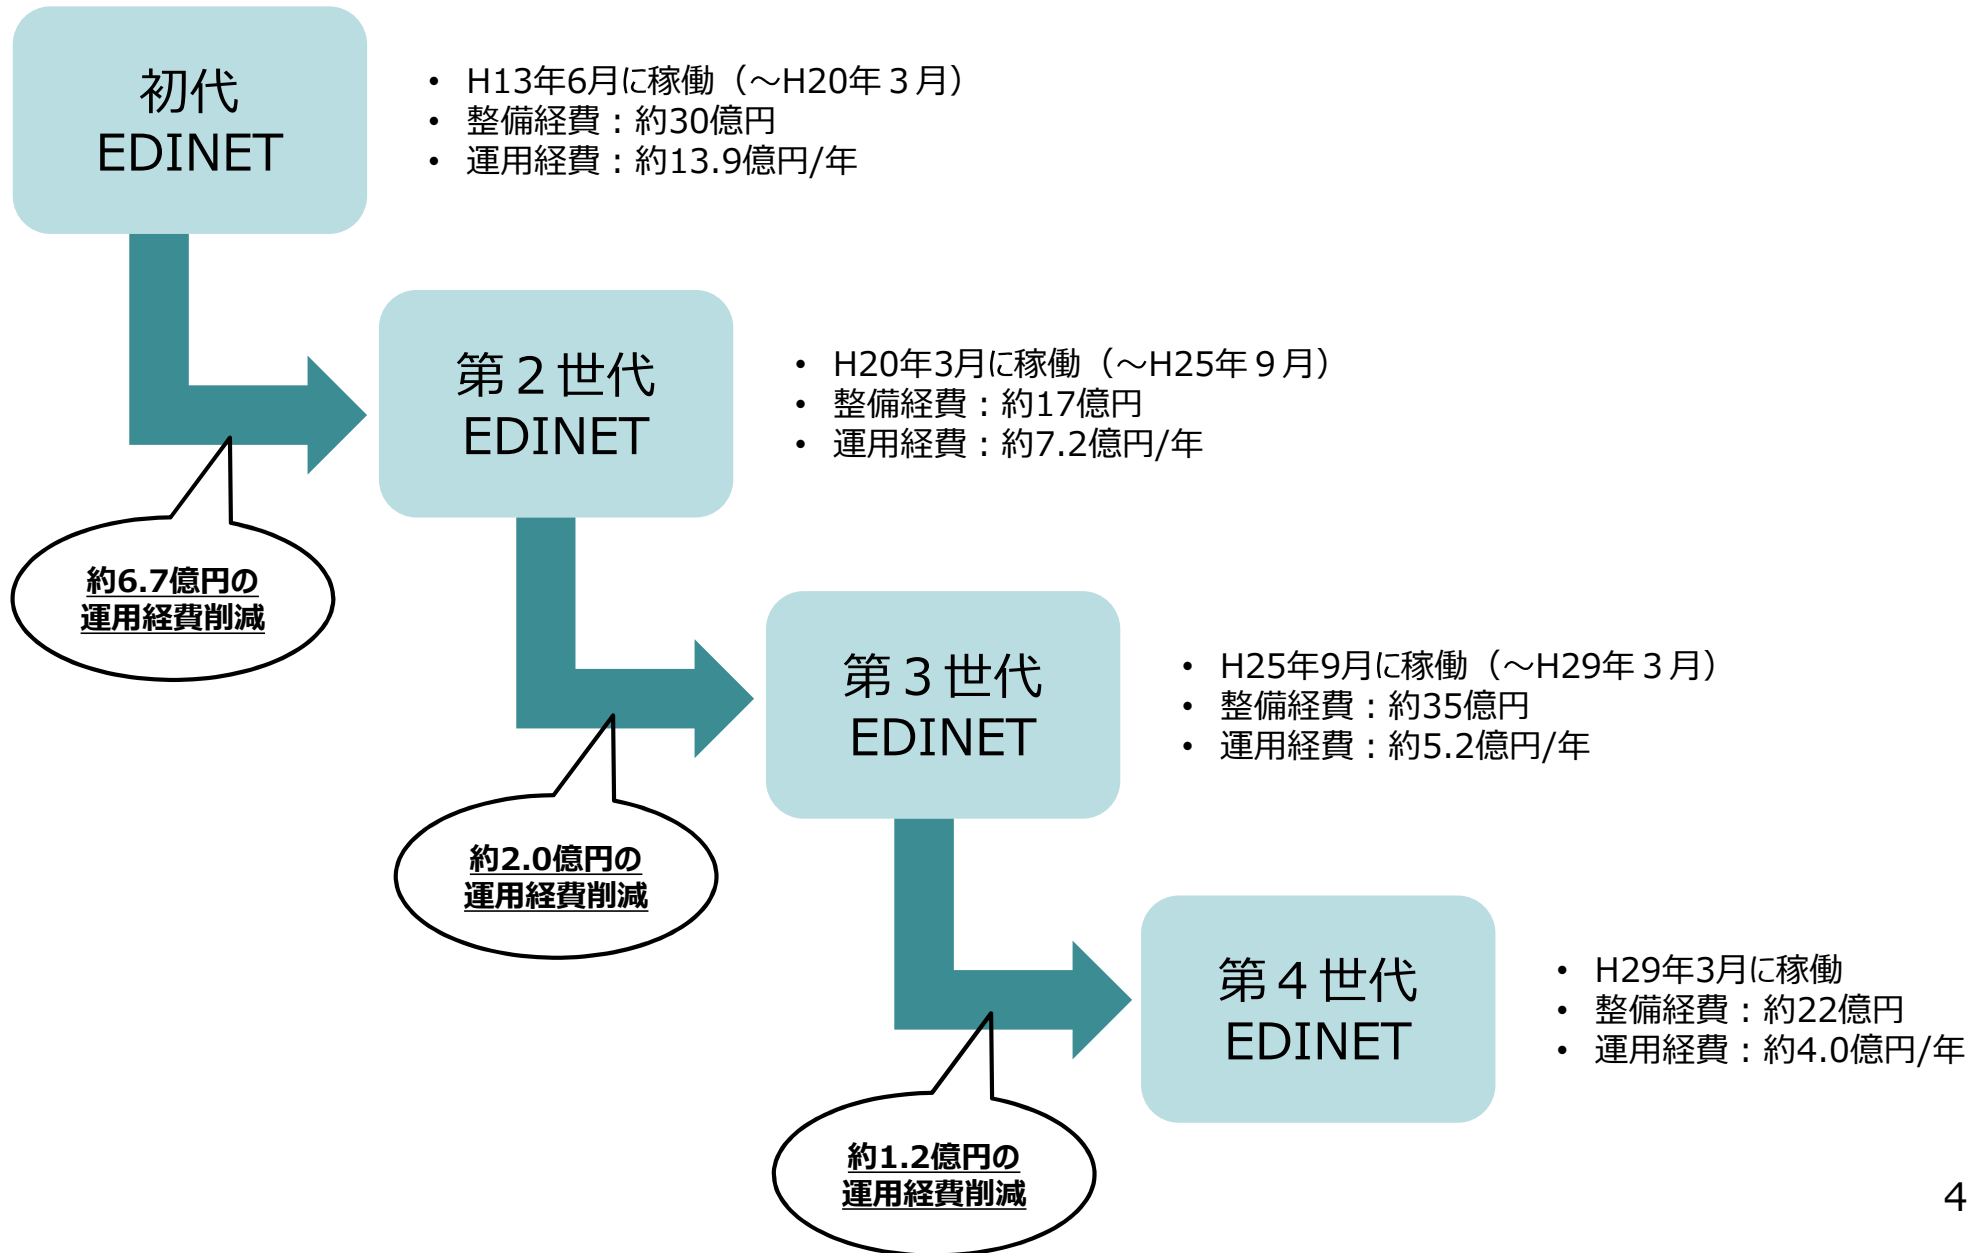 初代
EDINET
• H13年6月に稼働（～H20年３月）
• 整備経費：約30億円
• 運用経費：約13.9億円/年
約6.7億円の
運用経費削減
第２世代
EDINET
• H20年3月に稼働（～H25年９月）
• 整備経費：約17億円
• 運用経費：約7.2億円/年
約2.0億円の
運用経費削減
第３世代
EDINET
• H25年9月に稼働（～H29年３月）
• 整備経費：約35億円
• 運用経費：約5.2億円/年
約1.2億円の
運用経費削減
第４世代
EDINET
• H29年3月に稼働
• 整備経費：約22億円
• 運用経費：約4.0億円/年
4